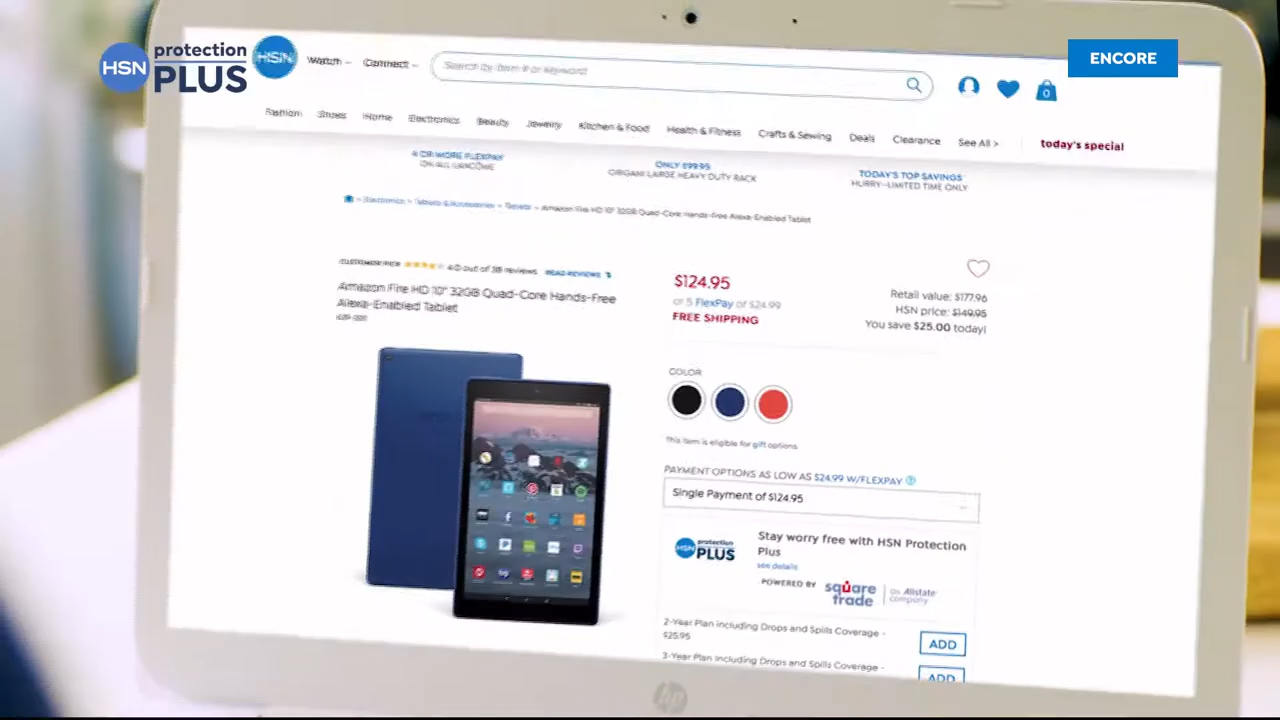 HSN protection PLUS
ENCORE
HSN
Watch
Connect
Search by item # or keyword
0
Fashion Shoes Home Electronics Beauty Jewelry Kitchen & Food Health & Fitness Crafts & Sewing Deals Clearance See All > today's special
4 OR MORE FLEXPAY
ON ALL LANCÔME
ONLY $99.95
ORIGAMI LARGE HEAVY DUTY RACK
TODAY'S TOP SAVINGS
HURRY-LIMITED TIME ONLY
> Electronics > Tablets & Accessories > Tablets > Amazon Fire HD 10" 32GB Quad-Core Hands-Free Alexa-Enabled Tablet
CUSTOMER PICK 4.0 out of 38 reviews READ REVIEWS
Amazon Fire HD 10" 32GB Quad-Core Hands-Free
Alexa-Enabled Tablet
$124.95
or 5 FlexPay of $24.99
FREE SHIPPING
Retail value: $177.96
HSN price: $149.95
You save $25.00 today!
COLOR
This item is eligible for gift options.
PAYMENT OPTIONS AS LOW AS $24.99 W/FLEXPAY ?
Single Payment of $124.95
HSN protection PLUS
Stay worry free with HSN Protection
Plus
see details
POWERED BY square trade an Allstate company
2-Year Plan including Drops and Spills Coverage -
$25.95
ADD
3-Year Plan including Drops and Spills Coverage -
ADD
hp